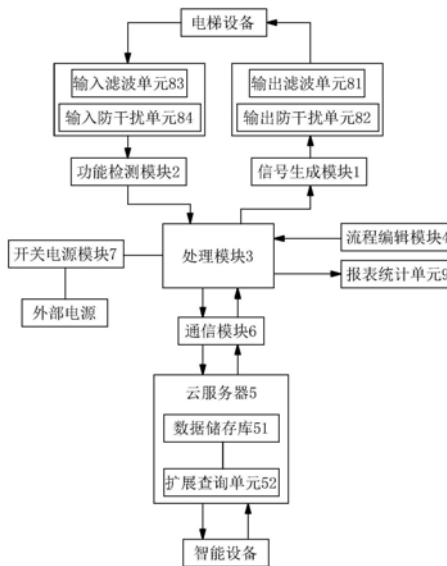 电梯设备
输入滤波单元83
输出滤波单元81
输入防干扰单元84
输出防干扰单元82
功能检测模块2
信号生成模块1
处理模块3
流程编辑模块4
开关电源模块7
报表统计单元9
外部电源
通信模块6
云服务器5
数据储存库51
扩展查询单元52
智能设备